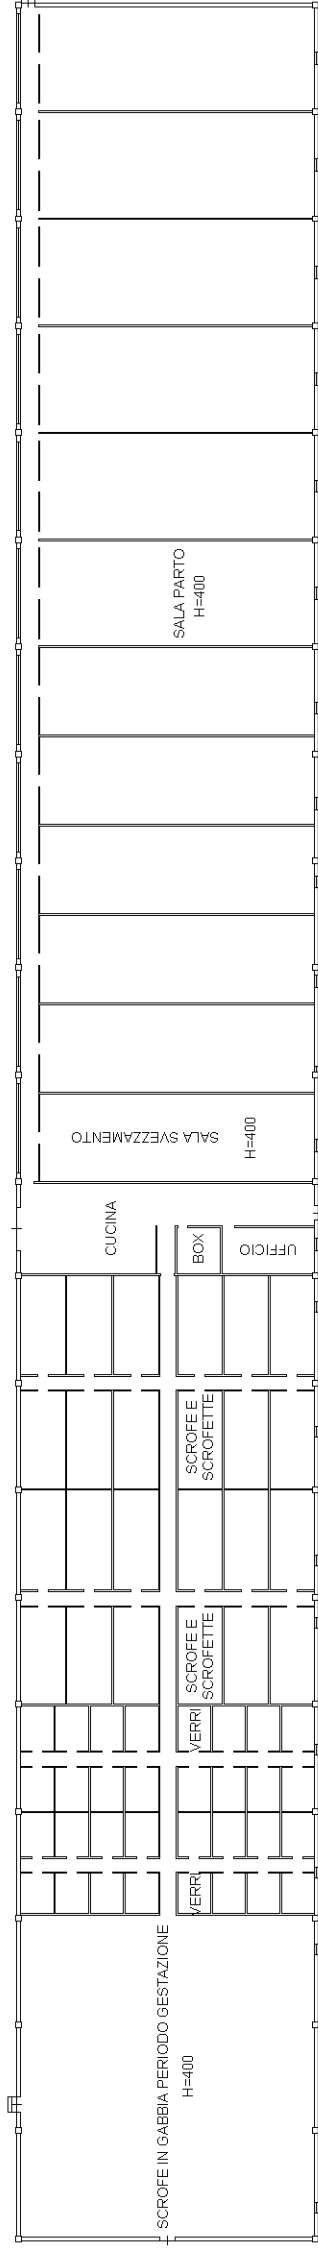 SALA PARTO
H=400
SALA SVEZZAMENTO
H=400
CUCINA
BOX
UFFICIO
SCROFE E
SCROFETTE
SCROFE E
SCROFETTE
VERRI
VERRI
SCROFE IN GABBIA PERIODO GESTAZIONE
H=400